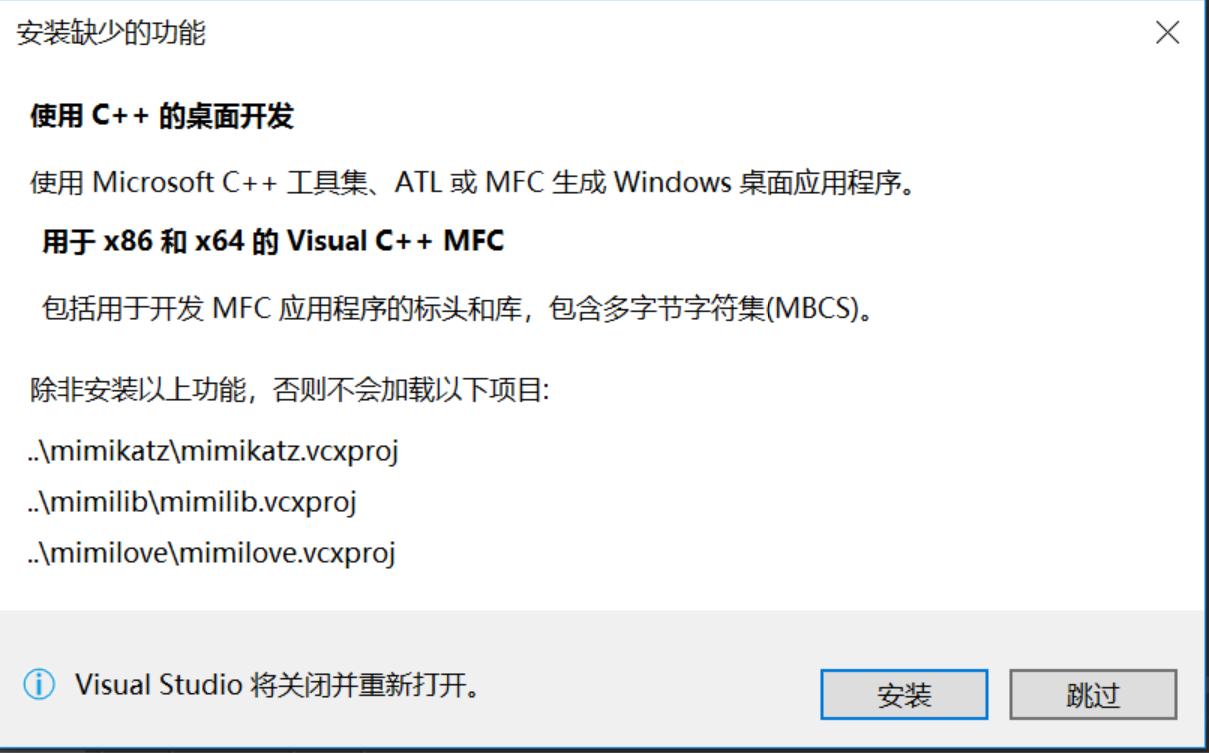 安装缺少的功能
使用 C++ 的桌面开发
使用 Microsoft C++ 工具集、ATL 或 MFC 生成 Windows 桌面应用程序。
用于 x86 和 x64 的 Visual C++ MFC
包括用于开发 MFC 应用程序的标头和库，包含多字节字符集(MBCS)。
除非安装以上功能，否则不会加载以下项目:
..\mimikatz\mimikatz.vcxproj
..\mimilib\mimilib.vcxproj
..\mimilove\mimilove.vcxproj
Visual Studio 将关闭并重新打开。
安装 跳过